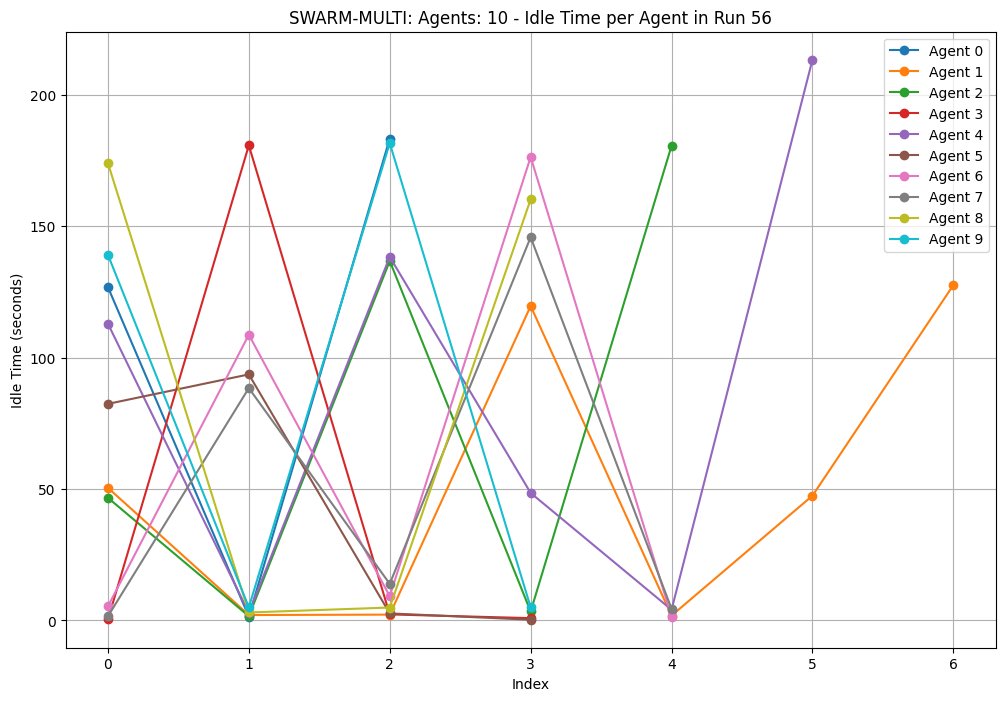 SWARM-MULTI: Agents: 10 - Idle Time per Agent in Run 56
Idle Time (seconds)
200
150
100
50
0
0 1 2 3 4 5 6
Index
Agent 0
Agent 1
Agent 2
Agent 3
Agent 4
Agent 5
Agent 6
Agent 7
Agent 8
Agent 9